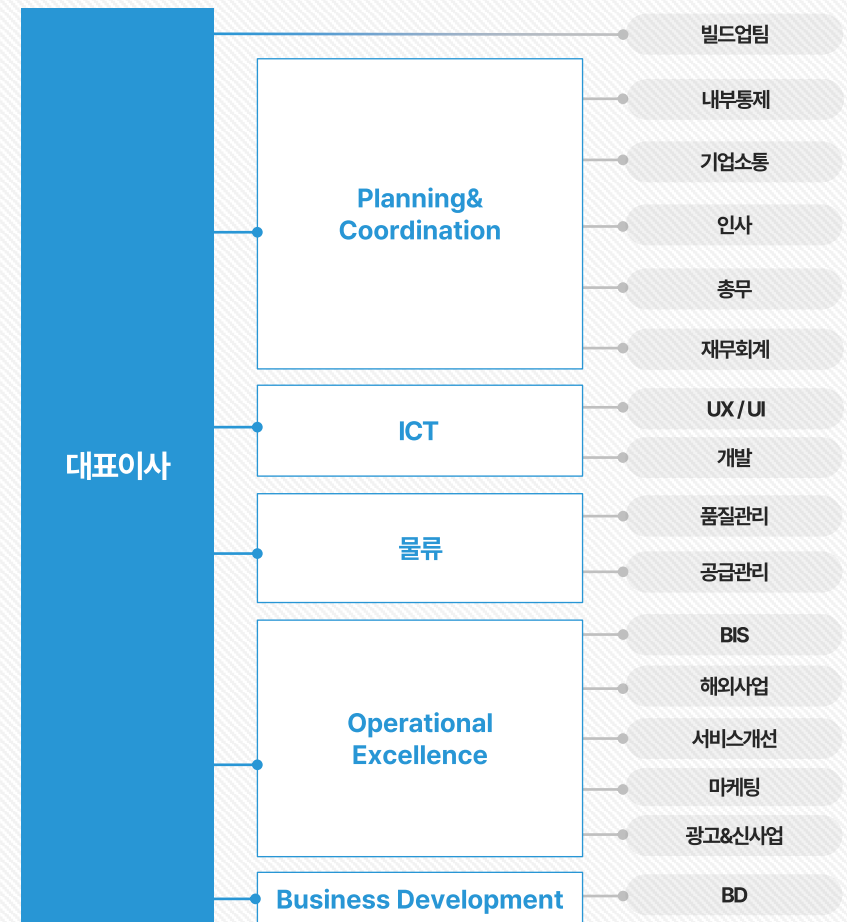 대표이사
빌드업팀
Planning&
Coordination
내부통제
기업소통
인사
총무
재무회계
ICT
UX / UI
개발
물류
품질관리
공급관리
Operational
Excellence
BIS
해외사업
서비스개선
마케팅
광고&신사업
Business Development
BD